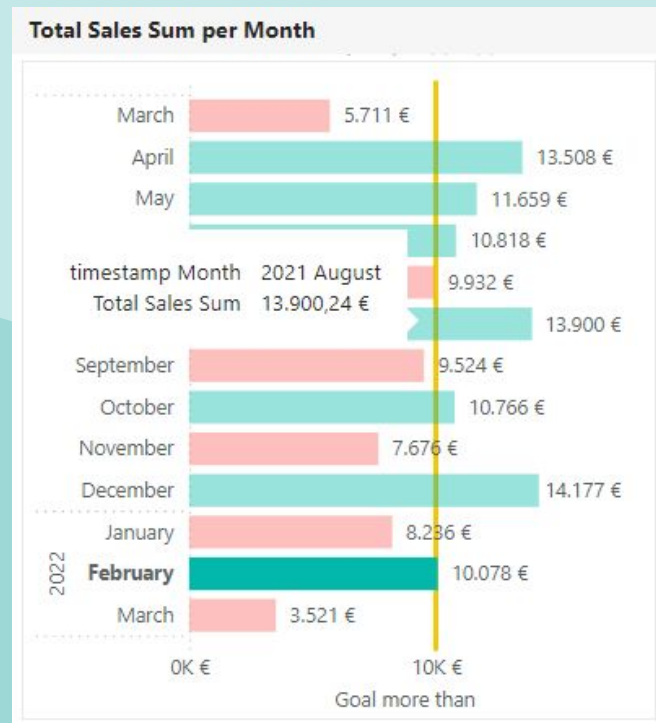 Total Sales Sum per Month
March 5.711 €
April 13.508 €
May 11.659 €
10.818 €
timestamp Month 2021 August
9.932 €
Total Sales Sum 13.900,24 €
13.900 €
September 9.524 €
October 10.766 €
November 7.676 €
December 14.177 €
January 8.236 €
2022
February 10.078 €
March 3.521 €
0K € 10K €
Goal more than